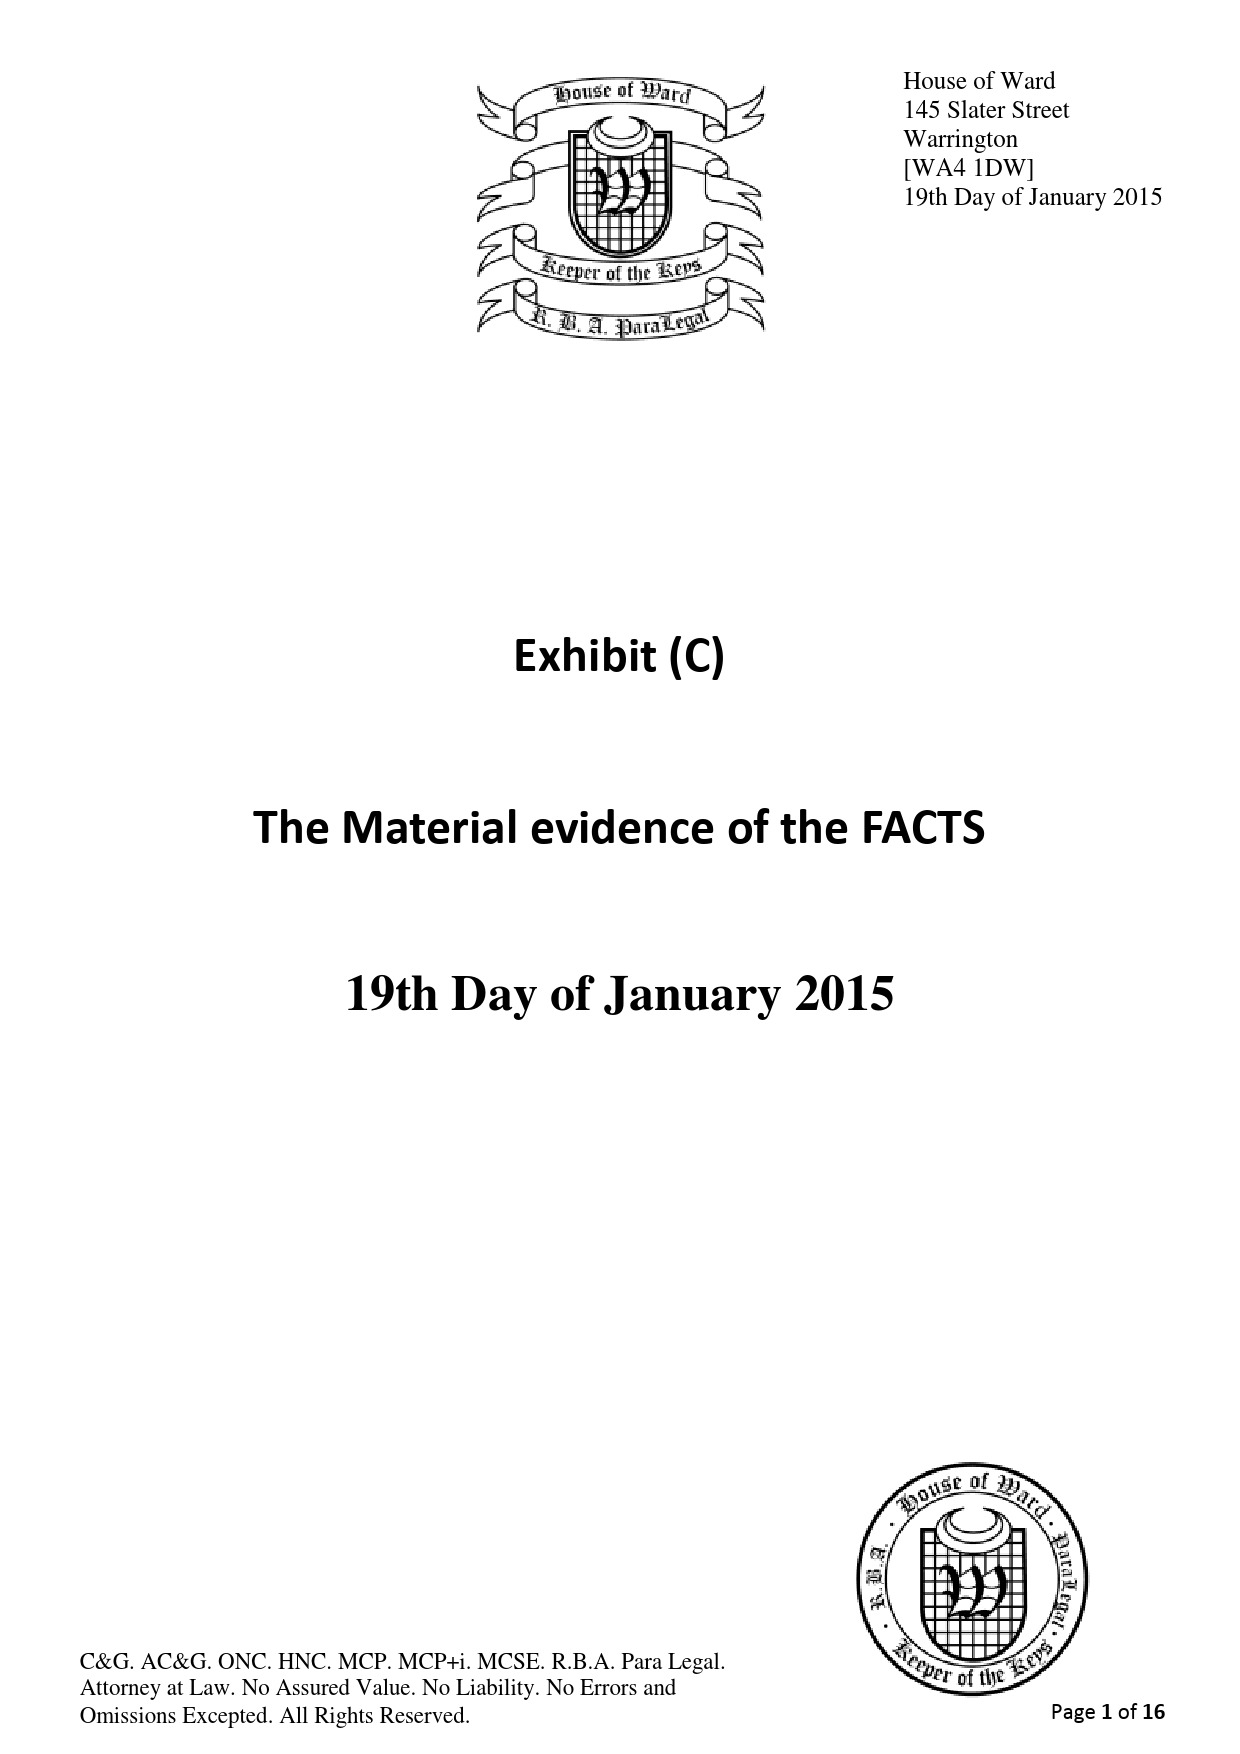 House of Ward
Keeper of the Keys
R. B. A. ParaLegal
House of Ward
145 Slater Street
Warrington
[WA4 1DW]
19th Day of January 2015
Exhibit (C)
The Material evidence of the FACTS
19th Day of January 2015
· House of Ward · ParaLegal · Keeper of the Keys · R.B.A.
W
C&G. AC&G. ONC. HNC. MCP. MCP+i. MCSE. R.B.A. Para Legal.
Attorney at Law. No Assured Value. No Liability. No Errors and
Omissions Excepted. All Rights Reserved.
Page 1 of 16